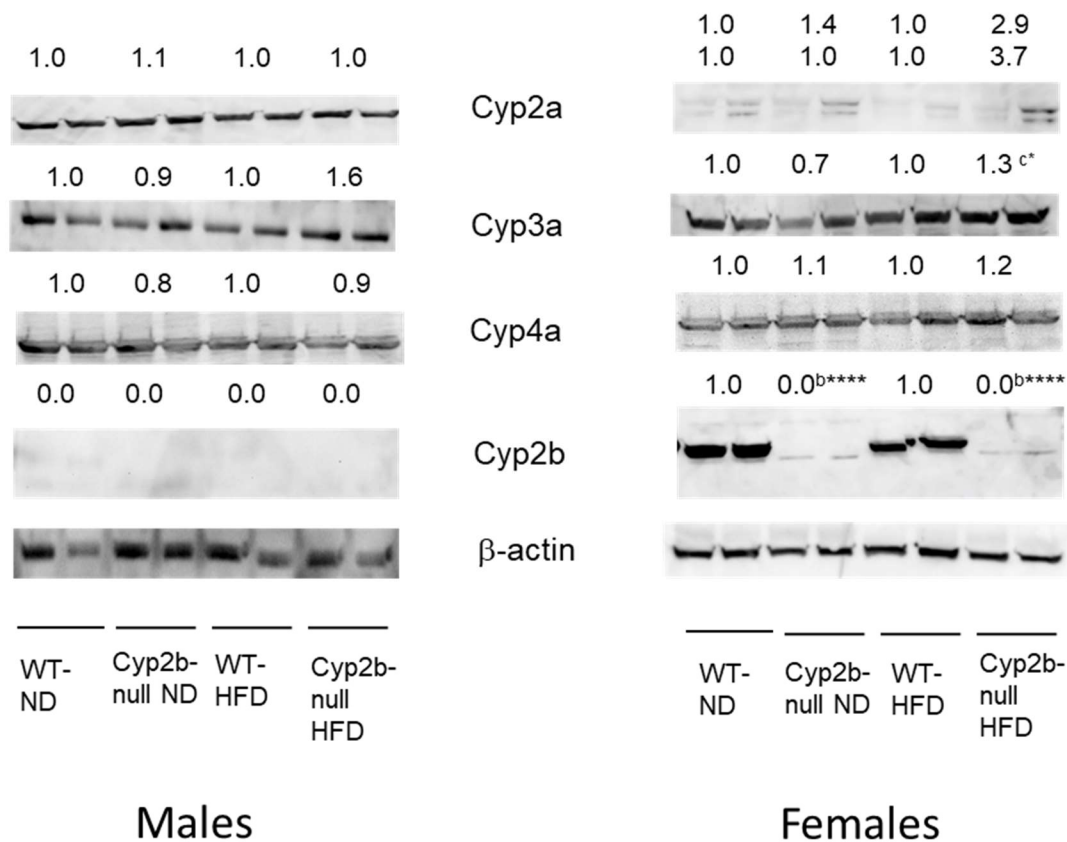 1.0 1.1 1.0 1.0
Cyp2a
1.0 0.9 1.0 1.6
Cyp3a
1.0 0.8 1.0 0.9
Cyp4a
0.0 0.0 0.0 0.0
Cyp2b
β-actin
1.0 1.4 1.0 2.9
1.0 1.0 1.0 3.7
1.0 0.7 1.0 1.3 c*
1.0 1.1 1.0 1.2
1.0 0.0b**** 1.0 0.0b****
WT-
ND
Cyp2b-
null ND
WT-
HFD
Cyp2b-
null
HFD
WT-
ND
Cyp2b-
null ND
WT-
HFD
Cyp2b-
null
HFD
Males
Females